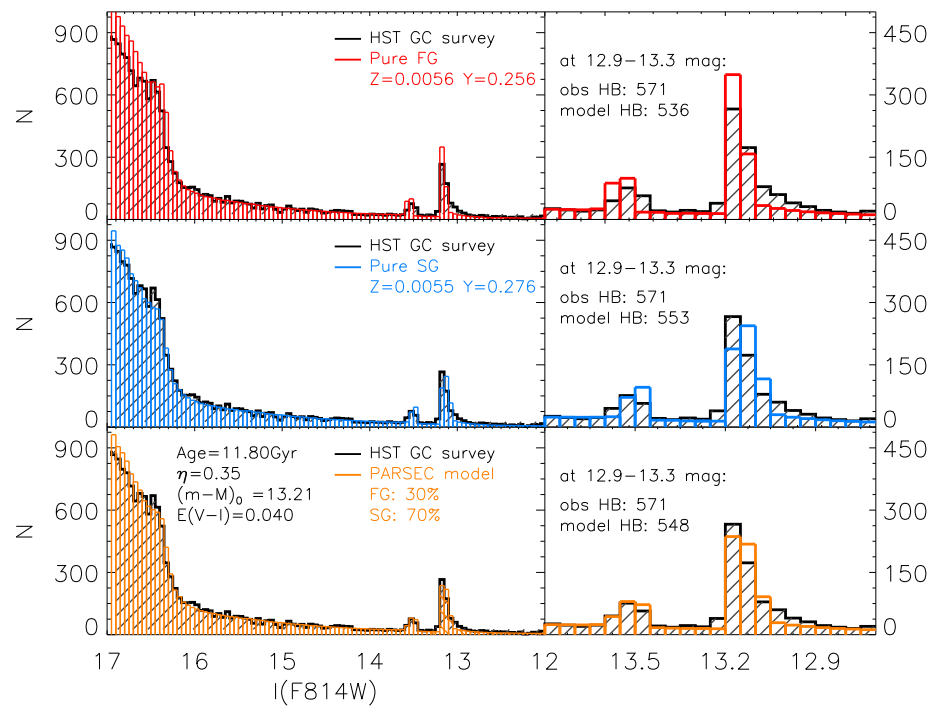 900
600
300
0
N
HST GC survey
Pure FG
Z=0.0056 Y=0.256
at 12.9−13.3 mag:
obs HB: 571
model HB: 536
450
300
150
0
900
600
300
0
N
HST GC survey
Pure SG
Z=0.0055 Y=0.276
at 12.9−13.3 mag:
obs HB: 571
model HB: 553
450
300
150
0
900
600
300
0
N
Age=11.80Gyr
η=0.35
(m−M)₀ =13.21
E(V−I)=0.040
HST GC survey
PARSEC model
FG: 30%
SG: 70%
at 12.9−13.3 mag:
obs HB: 571
model HB: 548
450
300
150
0
17 16 15 14 13 12 13.5 13.2 12.9
I(F814W)